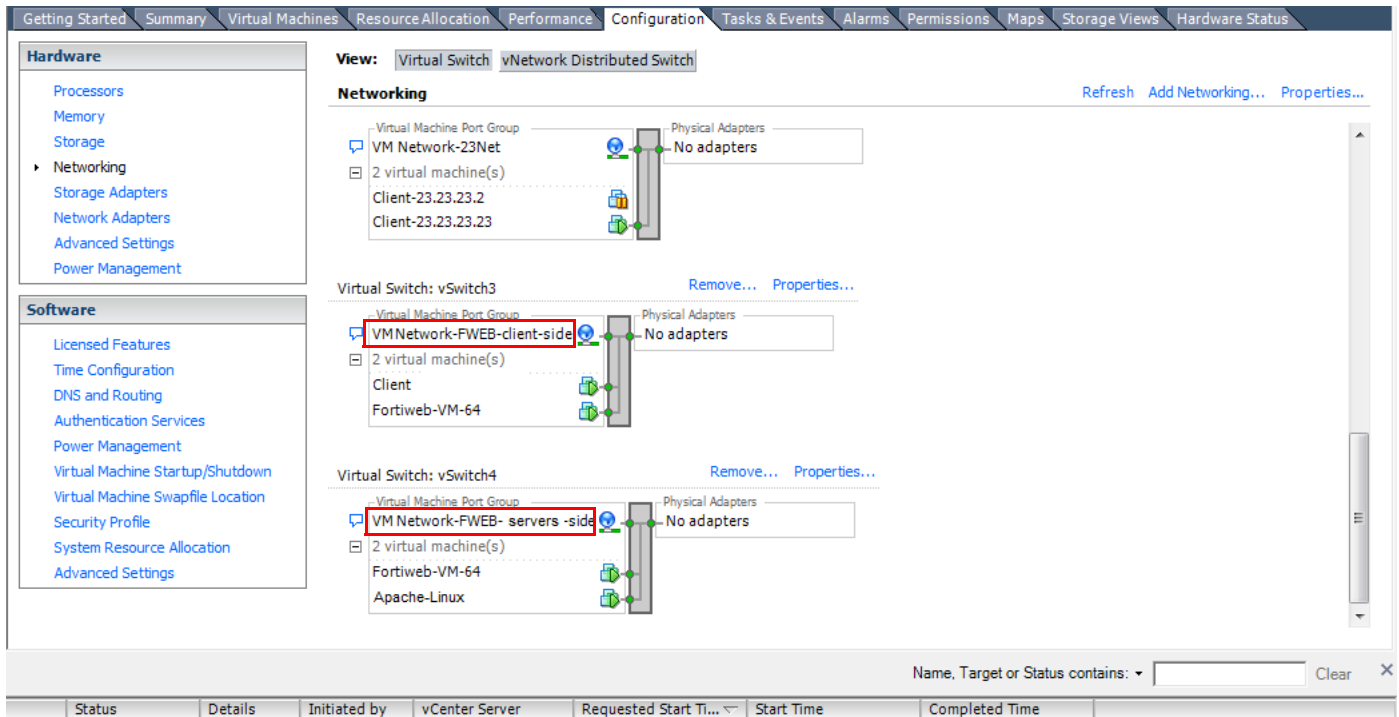 Getting Started Summary Virtual Machines Resource Allocation Performance Configuration Tasks & Events Alarms Permissions Maps Storage Views Hardware Status
Hardware
Processors
Memory
Storage
Networking
Storage Adapters
Network Adapters
Advanced Settings
Power Management
Software
Licensed Features
Time Configuration
DNS and Routing
Authentication Services
Power Management
Virtual Machine Startup/Shutdown
Virtual Machine Swapfile Location
Security Profile
System Resource Allocation
Advanced Settings
View: Virtual Switch vNetwork Distributed Switch
Networking Refresh Add Networking... Properties...
Virtual Machine Port Group Physical Adapters
VM Network-23Net No adapters
2 virtual machine(s)
Client-23.23.23.2
Client-23.23.23.23
Virtual Switch: vSwitch3 Remove... Properties...
Virtual Machine Port Group Physical Adapters
VM Network-FWEB-client-side No adapters
2 virtual machine(s)
Client
Fortiweb-VM-64
Virtual Switch: vSwitch4 Remove... Properties...
Virtual Machine Port Group Physical Adapters
VM Network-FWEB- servers -side No adapters
2 virtual machine(s)
Fortiweb-VM-64
Apache-Linux
Name, Target or Status contains: Clear
Status Details Initiated by vCenter Server Requested Start Ti... Start Time Completed Time